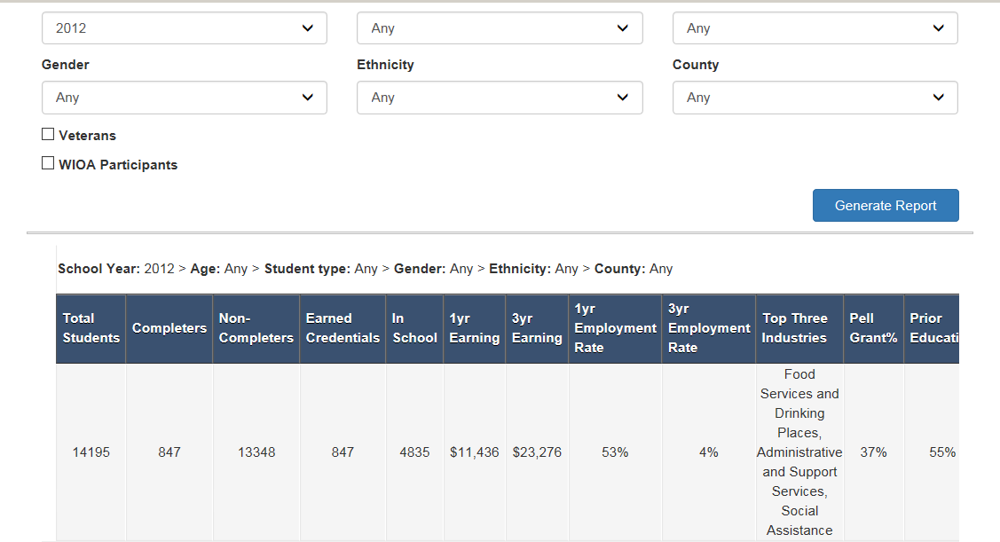 2012 Any Any
Gender Ethnicity County
Any Any Any
Veterans
WIOA Participants
Generate Report
School Year: 2012 > Age: Any > Student type: Any > Gender: Any > Ethnicity: Any > County: Any
Total Students
Completers
Non-
Completers
Earned
Credentials
In
School
1yr
Earning
3yr
Earning
1yr
Employment
Rate
3yr
Employment
Rate
Top Three
Industries
Pell
Grant%
Prior
Educati
14195
847
13348
847
4835
$11,436
$23,276
53%
4%
Food
Services and
Drinking
Places,
Administrative
and Support
Services,
Social
Assistance
37%
55%